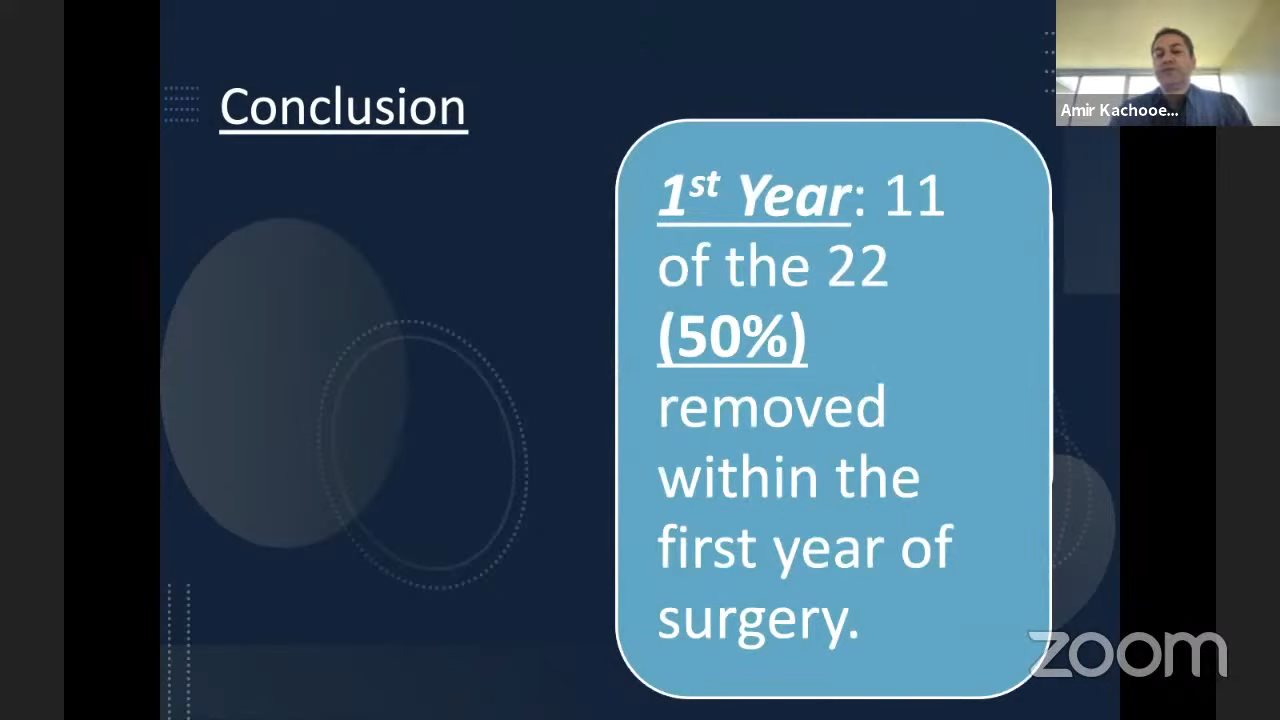 Conclusion
1st Year: 11
of the 22
(50%)
removed
within the
first year of
surgery.
Amir Kachooe...
zoom